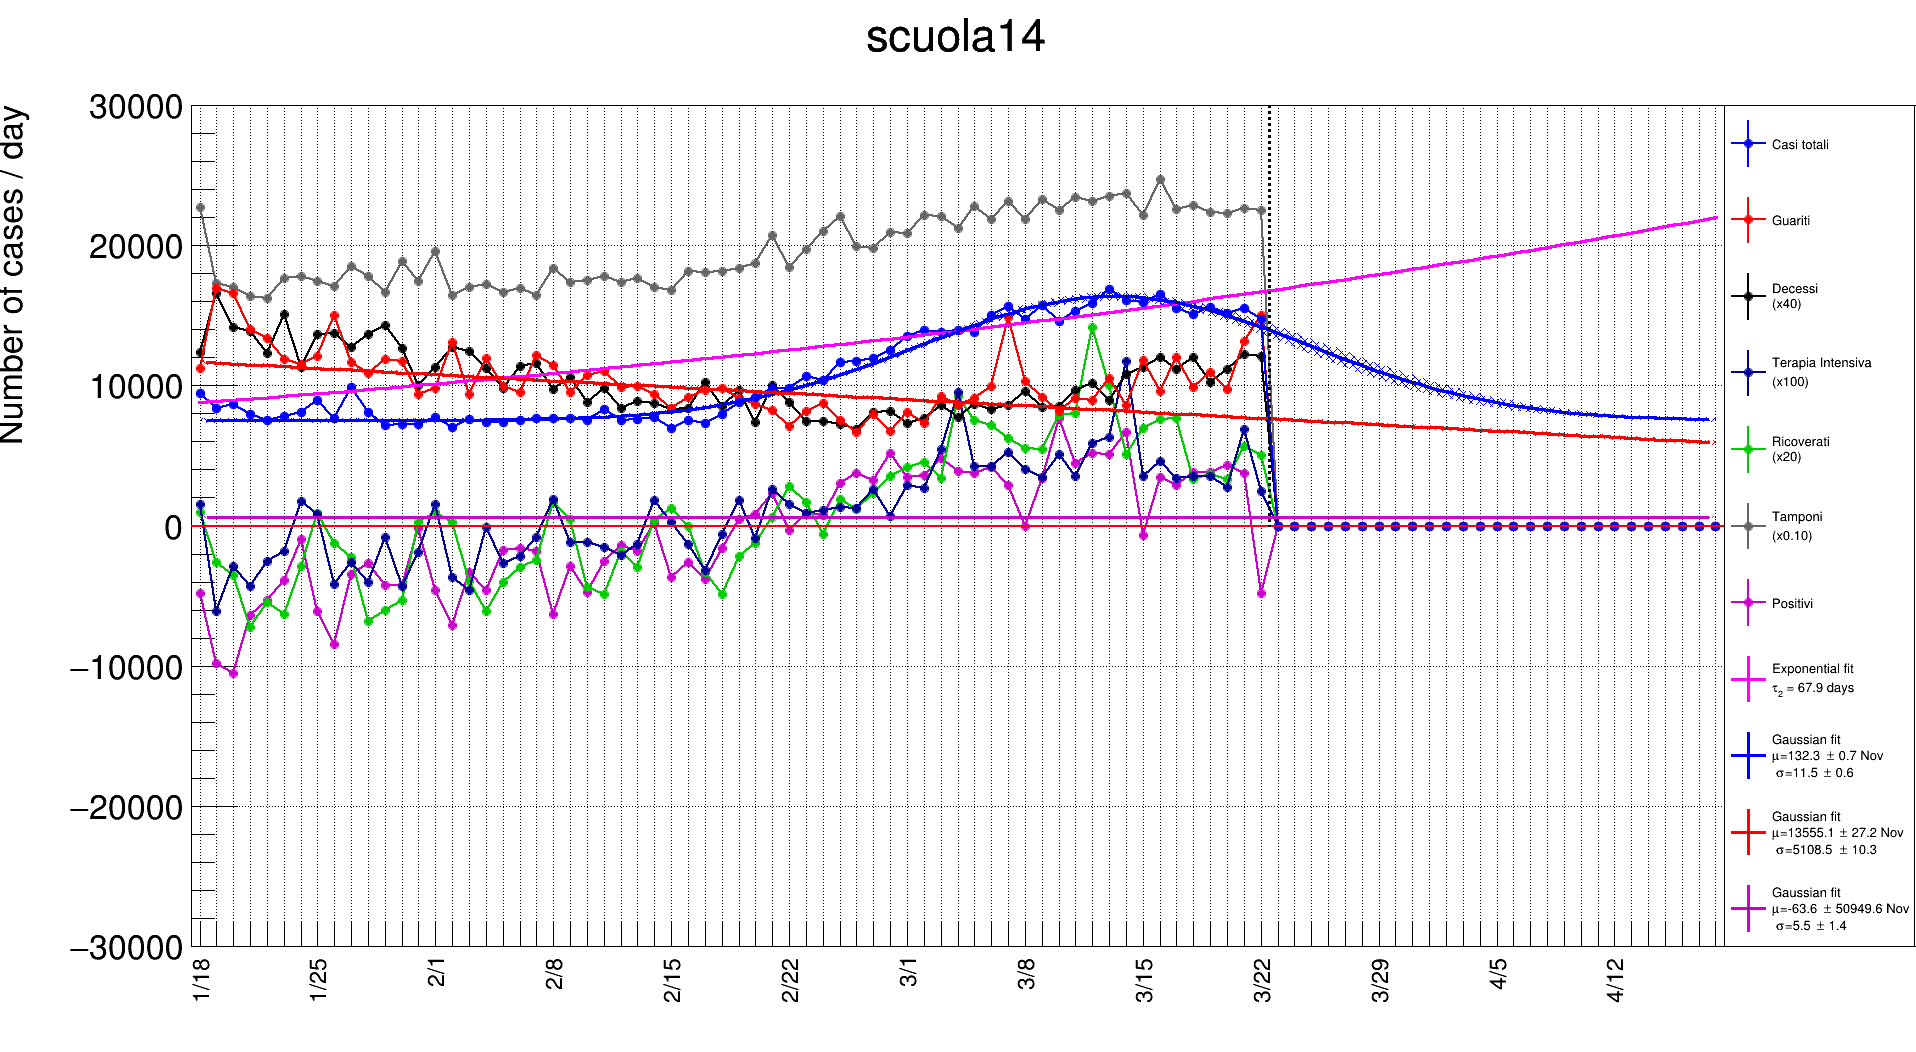 scuola14
Number of cases / day
30000
20000
10000
0
−10000
−20000
−30000
1/18
1/25
2/1
2/8
2/15
2/22
3/1
3/8
3/15
3/22
3/29
4/5
4/12
Casi totali
Guariti
Decessi
(x40)
Terapia Intensiva
(x100)
Ricoverati
(x20)
Tamponi
(x0.10)
Positivi
Exponential fit
τ2 = 67.9 days
Gaussian fit
μ=132.3 ± 0.7 Nov
σ=11.5 ± 0.6
Gaussian fit
μ=13555.1 ± 27.2 Nov
σ=5108.5 ± 10.3
Gaussian fit
μ=-63.6 ± 50949.6 Nov
σ=5.5 ± 1.4